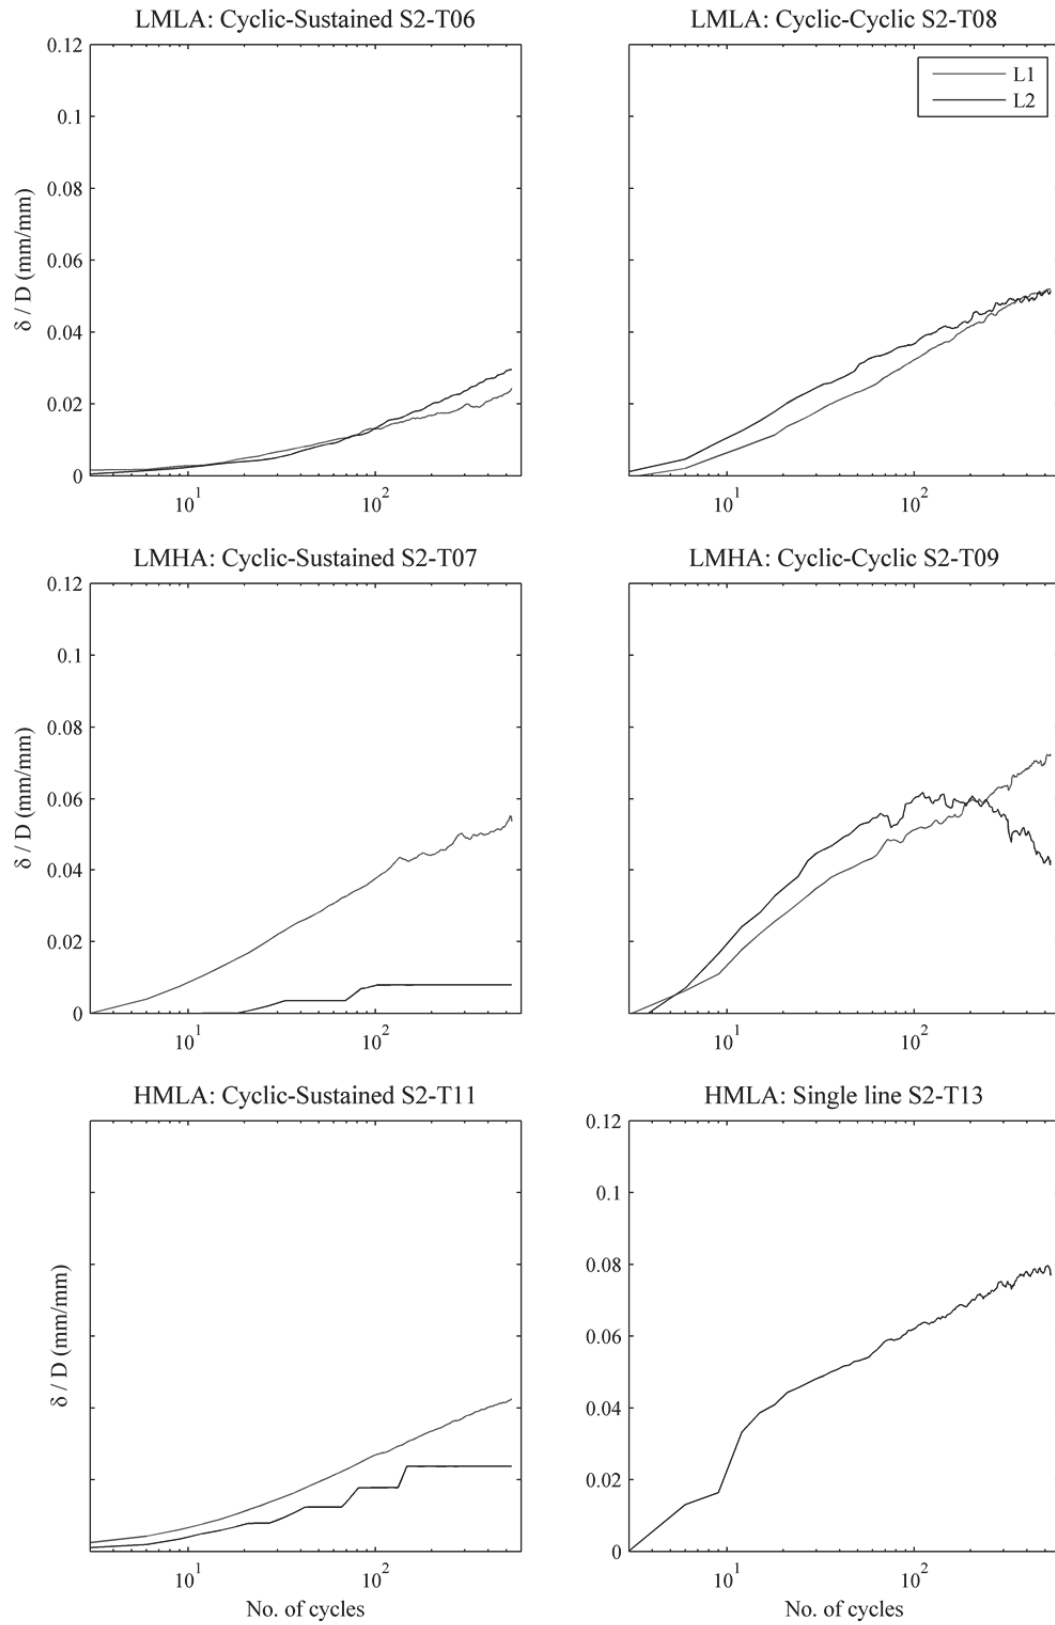 LMLA: Cyclic-Sustained S2-T06
LMLA: Cyclic-Cyclic S2-T08
0.12
0.1
0.08
0.06
0.04
0.02
0
δ / D (mm/mm)
10^1
10^2
L1
L2
10^1
10^2
LMHA: Cyclic-Sustained S2-T07
LMHA: Cyclic-Cyclic S2-T09
0.12
0.1
0.08
0.06
0.04
0.02
0
δ / D (mm/mm)
10^1
10^2
10^1
10^2
HMLA: Cyclic-Sustained S2-T11
HMLA: Single line S2-T13
δ / D (mm/mm)
10^1
10^2
No. of cycles
0.12
0.1
0.08
0.06
0.04
0.02
0
10^1
10^2
No. of cycles